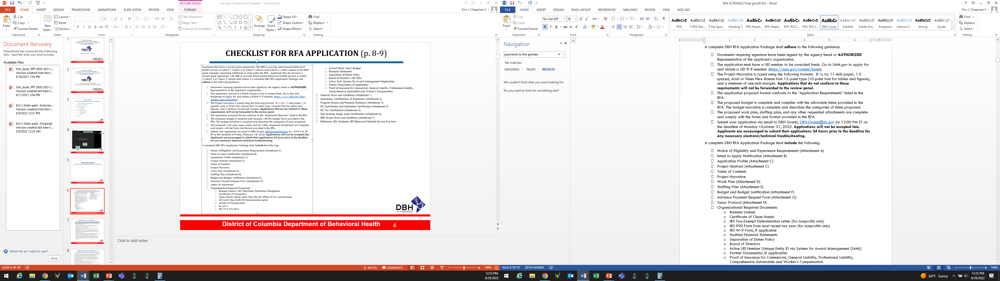 Pre App Conference Template - PowerPoint
PICTURE TOOLS
Eric J. Chapman II
FILE HOME INSERT DESIGN TRANSITIONS ANIMATIONS SLIDE SHOW REVIEW VIEW FORMAT
Paste
Cut
Copy
Format Painter
Clipboard
New Slide
Layout
Reset
Section
Slides
18
Font
Text Direction
Align Text
Convert to SmartArt
Paragraph
Arrange
Quick Styles
Shape Fill
Shape Outline
Shape Effects
Drawing
Find
Replace
Select
Editing
Document Recovery
PowerPoint has recovered the following
files. Save the ones you wish to keep.
Available Files
SSA_Synar_PPT (003) 2021 (...
Version created from the l...
9/18/2021 7:04 PM
SSA_Synar_PPT (003) 2021 (...
Version created last time t...
9/17/2021 3:04 PM
Eric's Slides.pptx [Autosav...
Version created from the l...
5/9/2022 12:21 PM
Eric's Slides.pptx [Original]
Version created last time t...
5/9/2022 12:25 AM
Which file do I want to save?
Close
1
2
3
4
5
6
7
8
CHECKLIST FOR RFA APPLICATION (p. 8-9)
Applicants that have a current grant agreement with DBH to provide school-based behavioral
health services in Cohort 1, Cohort 2 or Cohort 3 schools shall submit a written request to the DBH
grant manager requesting additional awards under this RFA. Applicants that do not have a
current grant agreement with DBH to provide school-based behavioral health services in Cohort
1,Cohort 2 or Cohort 3 schools shall submit a a complete DBH RFA Application Package and
adhere to the following guidance:
Documents requiring signature have been signed by the agency head or AUTHORIZED
Representative of the applicant's organization.
The application must have a DUNS number to be awarded funds. Go to Dun and
Bradstreet to apply for and obtain a DUNS # if needed. (https://www.dnb.com/duns-
number/get-a-duns.html)
The Project Narrative is typed using the following formats: 8-½ by 11-inch paper, 1.0
spaced, Arial or Times New Roman font 12-point type (10-point font for tables and
figures), and a minimum of one-inch margins. Applications that do not conform to these
requirements will not be forwarded to the review panel.
The application proposal format conforms to the "Application Elements" listed in the RFA.
The proposed budget is complete and complies with the budget forms provided in the
RFA. The budget narrative is complete and describes the categories of items proposed.
The proposed work plan, logic model, and any other requested attachments are complete
and comply with the forms and format provided in the RFA.
Submit your application via email to DBH Grants, DBH.Grants@dc.gov by 12:00 P.M. ET
ET on the deadline of Friday, February 18, 2022. Applications will not be accepted late.
Applicants are encouraged to submit their applications 24 hours prior to the deadline
for any necessary electronic/technical troubleshooting.
A complete DBH RFA Application Package shall include the following:
Notice of Eligibility and Experience Requirements (Attachment A)
Intent to Apply Notification (Attachment B)
Application Profile (Attachment C)
Project Abstract (Attachment C)
Table of Contents
Project Narrative
Work Plan (Attachment D)
Staffing Plan (Attachment E)
Budget and Budget Justification (Attachment F)
Advance Payment Request Form (Attachment G)
Letters of Agreement
Organizational Required Documents:
Business License with/Charitable Solicitation Designation
Certificate of Occupancy
Clean Hands Notice Letter from the DC Office of Tax and Revenue
501(c)(3) Non-Profit IRS Determination Letter
Articles of Incorporation
By Laws
IRS W-9 Tax Form
Current Fiscal Year's Budget
Financial Statements
Separation of Duties Policy
Board of Directors with Titles
Active SAM (System for Award Management) Registration
Partner Document(s) (if applicable)
Proof of Insurance for Commercial, General Liability, Professional Liability,
Comprehensive Automobile and Worker's Compensation.
General Terms and Conditions (Attachment 1)
Assurances, Certifications, & Disclosures (Attachment 2)
Program Income and Financial Disclosure (Attachment 3)
DC Contribution and Solicitation Certification (Attachment 4)
DC Tax Certification (Attachment 5)
Sub-Grantee Single Audit Certification (Attachment 6)
DBH Grant Terms and Conditions (Attachment 7)
Reference: LEA Guidance: IEP Behavioral Related Service Provision
DBH
District of Columbia Department of Behavioral Health 6
Click to add notes
SLIDE 6 OF 80
NOTES COMMENTS 100%
12:25 PM
9/29/2022
RFA SCP093022 Final gmo91422 - Word
Eric J. Chapman II
FILE HOME INSERT DESIGN PAGE LAYOUT REFERENCES MAILINGS REVIEW VIEW ADD-INS
Paste
Cut
Copy
Format Painter
Clipboard
Tw Cen MT 16
Font
Paragraph
RFA
¶ RFA Nor...
¶ No Spac...
Heading 5
RFA Headi...
RFA Headi...
RFA TOC2...
RFA TOC2...
RFA Cover
Subtitle
Subtle Em...
Emphasis
Intense E...
Strong
Quote
Styles
Find
Replace
Select
Editing
Navigation
payments to the grantee
No matches
HEADINGS PAGES RESULTS
We couldn't find what you were looking for.
Do you want to look for something else?
A complete DBH RFA Application Package shall adhere to the following guidance:
Documents requiring signature have been signed by the agency head or AUTHORIZED
Representative of the applicant's organization.
The application must have a UEI number to be awarded funds. Go to SAM.gov to apply for
and obtain a UEI # if needed. (https://sam.gov/content/home)
The Project Narrative is typed using the following formats: 8-½ by 11-inch paper, 1.0
spaced, Arial or Times New Roman font 12-point type (10-point font for tables and figures),
and a minimum of one-inch margins. Applications that do not conform to these
requirements will not be forwarded to the review panel.
The application proposal format conforms to the "Application Requirements" listed in the
RFA.
The proposed budget is complete and complies with the allowable items provided in the
RFA. The budget narrative is complete and describes the categories of items proposed.
The proposed work plan, staffing plan, and any other requested attachments are complete
and comply with the forms and format provided in the RFA.
Submit your application via email to DBH Grants, DBH.Grants@dc.gov by 12:00 PM ET on
the deadline of Monday Ocotober 31, 2022. Applications will not be accepted late.
Applicants are encouraged to submit their applications 24 hours prior to the deadline for
any necessary electronic/technical troubleshooting.
A complete DBH RFA Application Package shall include the following:
Notice of Eligibility and Experience Requirements (Attachment A)
Intent to Apply Notification (Attachment B)
Application Profile (Attachment C)
Project Abstract (Attachment C)
Table of Contents
Project Narrative
Work Plan (Attachment D)
Staffing Plan (Attachment E)
Budget and Budget Justification (Attachment F)
Advance Payment Request Form (Attachment G)
Synar Protocol (Attachment H)
Organizational Required Documents:
Business License
Certificate of Clean Hands
IRS Tax-Exempt Determination Letter (for nonprofits only)
IRS 990 Form from most recent tax year (for nonprofits only)
IRS W-9 Form, if applicable
Audited Financial Statements
Separation of Duties Policy
Board of Directors
Active UEI Number (Unique Entity ID via System for Award Management (SAM))
Partner Document(s) (if applicable)
Proof of Insurance for Commercial, General Liability, Professional Liability,
Comprehensive Automobile and Worker's Compensation.
PAGE 8 OF 97 28754 WORDS
100%
64°F Sunny
12:25 PM
9/29/2022